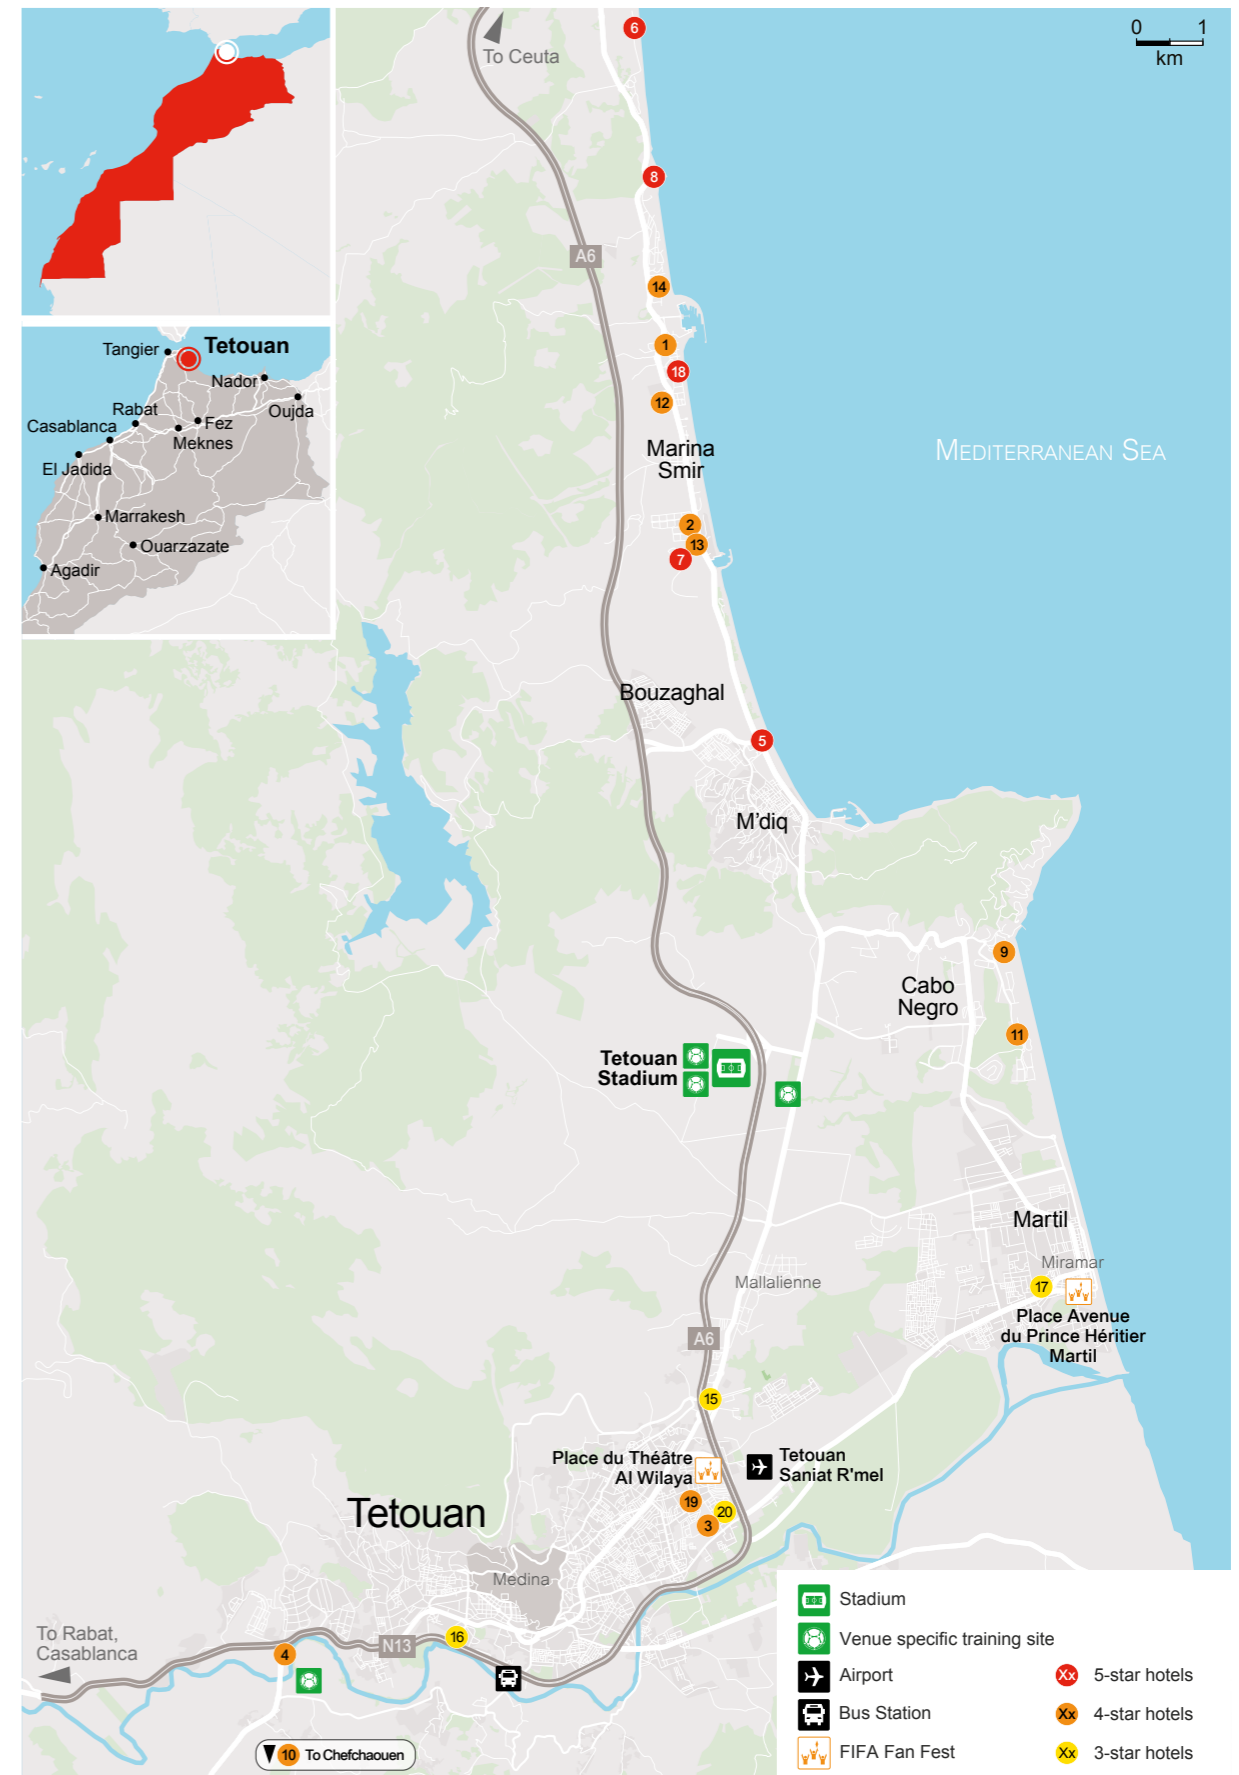 To Ceuta
6
0 1
km
8
A6
14
1
18
12
Marina
Smir
MEDITERRANEAN SEA
2
13
7
Tangier
Tetouan
Nador
Oujda
Rabat
Fez
Casablanca
Meknes
El Jadida
Marrakesh
Ouarzazate
Agadir
Bouzaghal
5
M'diq
9
Cabo
Negro
11
Tetouan
Stadium
Martil
Miramar
17
Place Avenue
du Prince Héritier
Martil
Mallalienne
A6
15
Place du Théâtre
Al Wilaya
Tetouan
Saniat R'mel
19
20
3
Tetouan
Medina
To Rabat,
Casablanca
4
N13
16
10 To Chefchaouen
Stadium
Venue specific training site
Airport
Bus Station
FIFA Fan Fest
Xx 5-star hotels
Xx 4-star hotels
Xx 3-star hotels